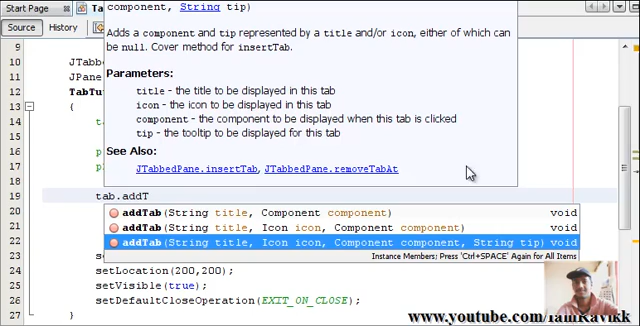 Start Page
Ta
component, String tip)
Source
History
Adds a component and tip represented by a title and/or icon, either of which can
be null. Cover method for insertTab.
Parameters:
title - the title to be displayed in this tab
icon - the icon to be displayed in this tab
component - the component to be displayed when this tab is clicked
tip - the tooltip to be displayed for this tab
See Also:
JTabbedPane.insertTab, JTabbedPane.removeTabAt
9
10 JTabbe
11 JPane
12 TabTu
13 {
14 t
15
16 p
17 p
18
19 tab.addT
20 addTab(String title, Component component) void
21 addTab(String title, Icon icon, Component component) void
22 addTab(String title, Icon icon, Component component, String tip) void
Instance Members; Press 'Ctrl+SPACE' Again for All Items
23 se
24 setLocation(200,200);
25 setVisible(true);
26 setDefaultCloseOperation(EXIT_ON_CLOSE);
27 }
www.youtube.com/IamRavikk